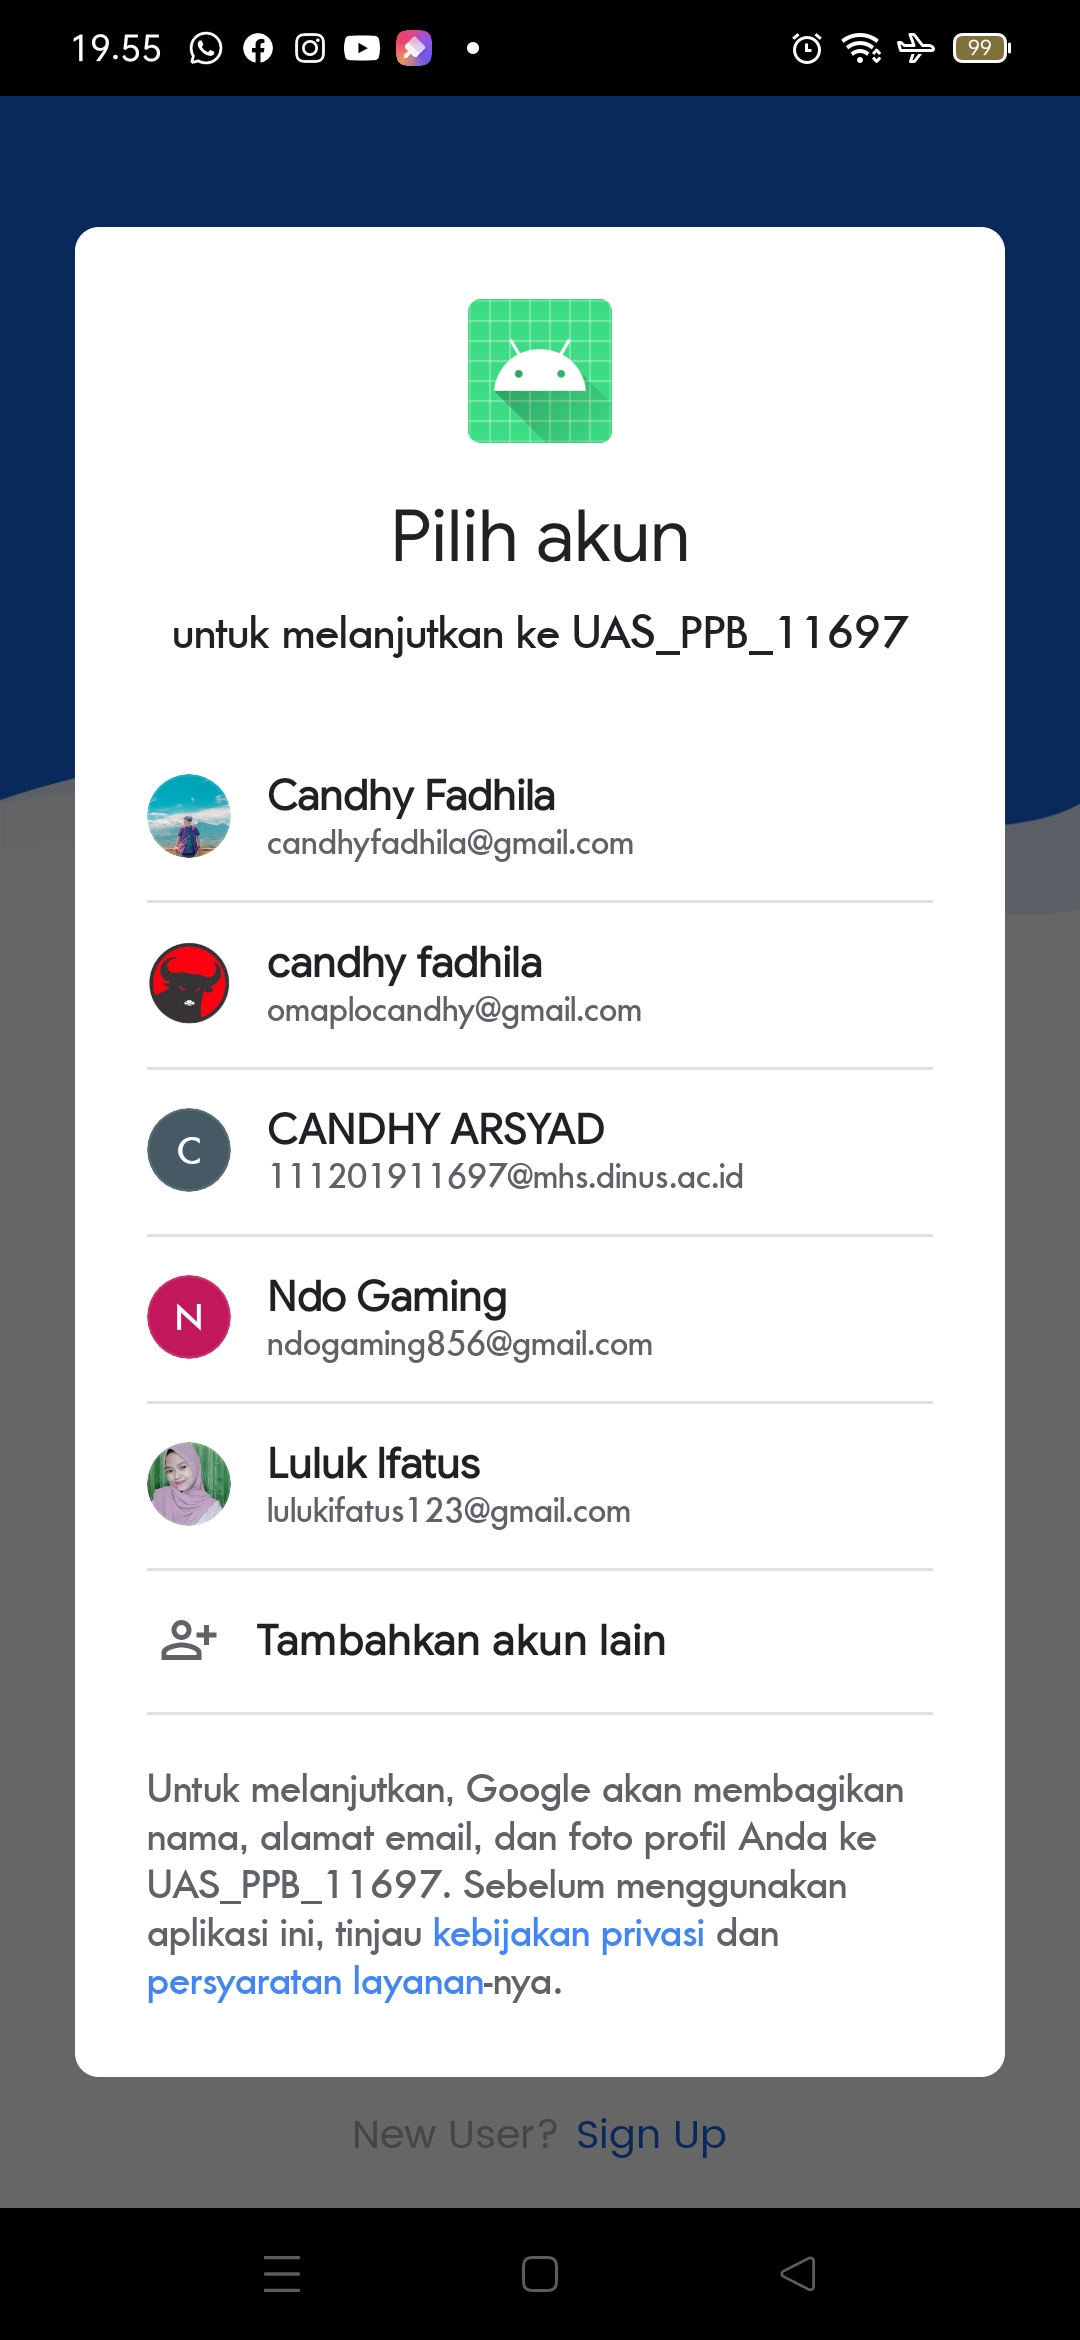 19.55
99
Pilih akun
untuk melanjutkan ke UAS_PPB_11697
Candhy Fadhila
candhyfadhila@gmail.com
candhy fadhila
omaplocandhy@gmail.com
C
CANDHY ARSYAD
111201911697@mhs.dinus.ac.id
N
Ndo Gaming
ndogaming856@gmail.com
Luluk Ifatus
lulukifatus123@gmail.com
Tambahkan akun lain
Untuk melanjutkan, Google akan membagikan
nama, alamat email, dan foto profil Anda ke
UAS_PPB_11697. Sebelum menggunakan
aplikasi ini, tinjau kebijakan privasi dan
persyaratan layanan-nya.
New User? Sign Up